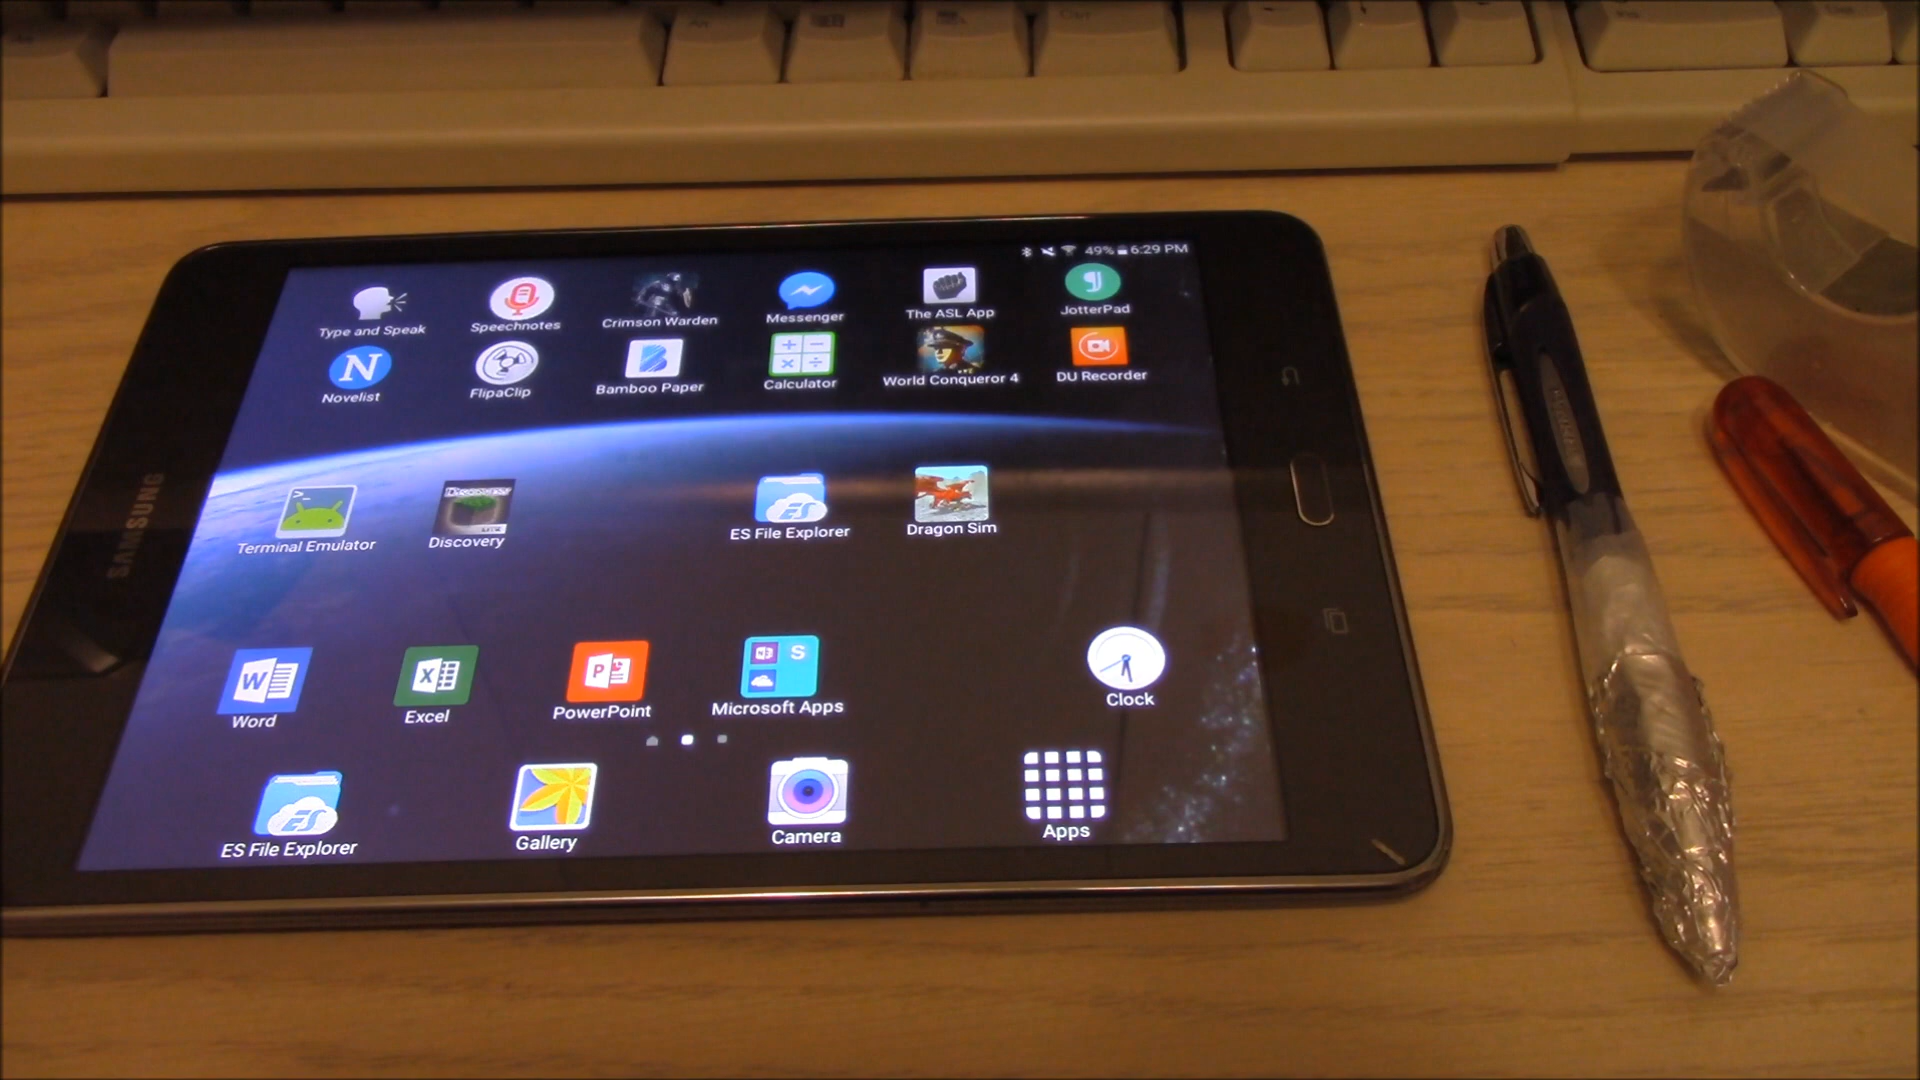 49% 6:29 PM
Type and Speak
Speechnotes
Crimson Warden
Messenger
The ASL App
JotterPad
N
Novelist
FlipaClip
Bamboo Paper
Calculator
World Conqueror 4
DU Recorder
SAMSUNG
Terminal Emulator
Discovery
ES
ES File Explorer
Dragon Sim
W
Word
X
Excel
P
PowerPoint
N
S
Microsoft Apps
Clock
ES
ES File Explorer
Gallery
Camera
Apps